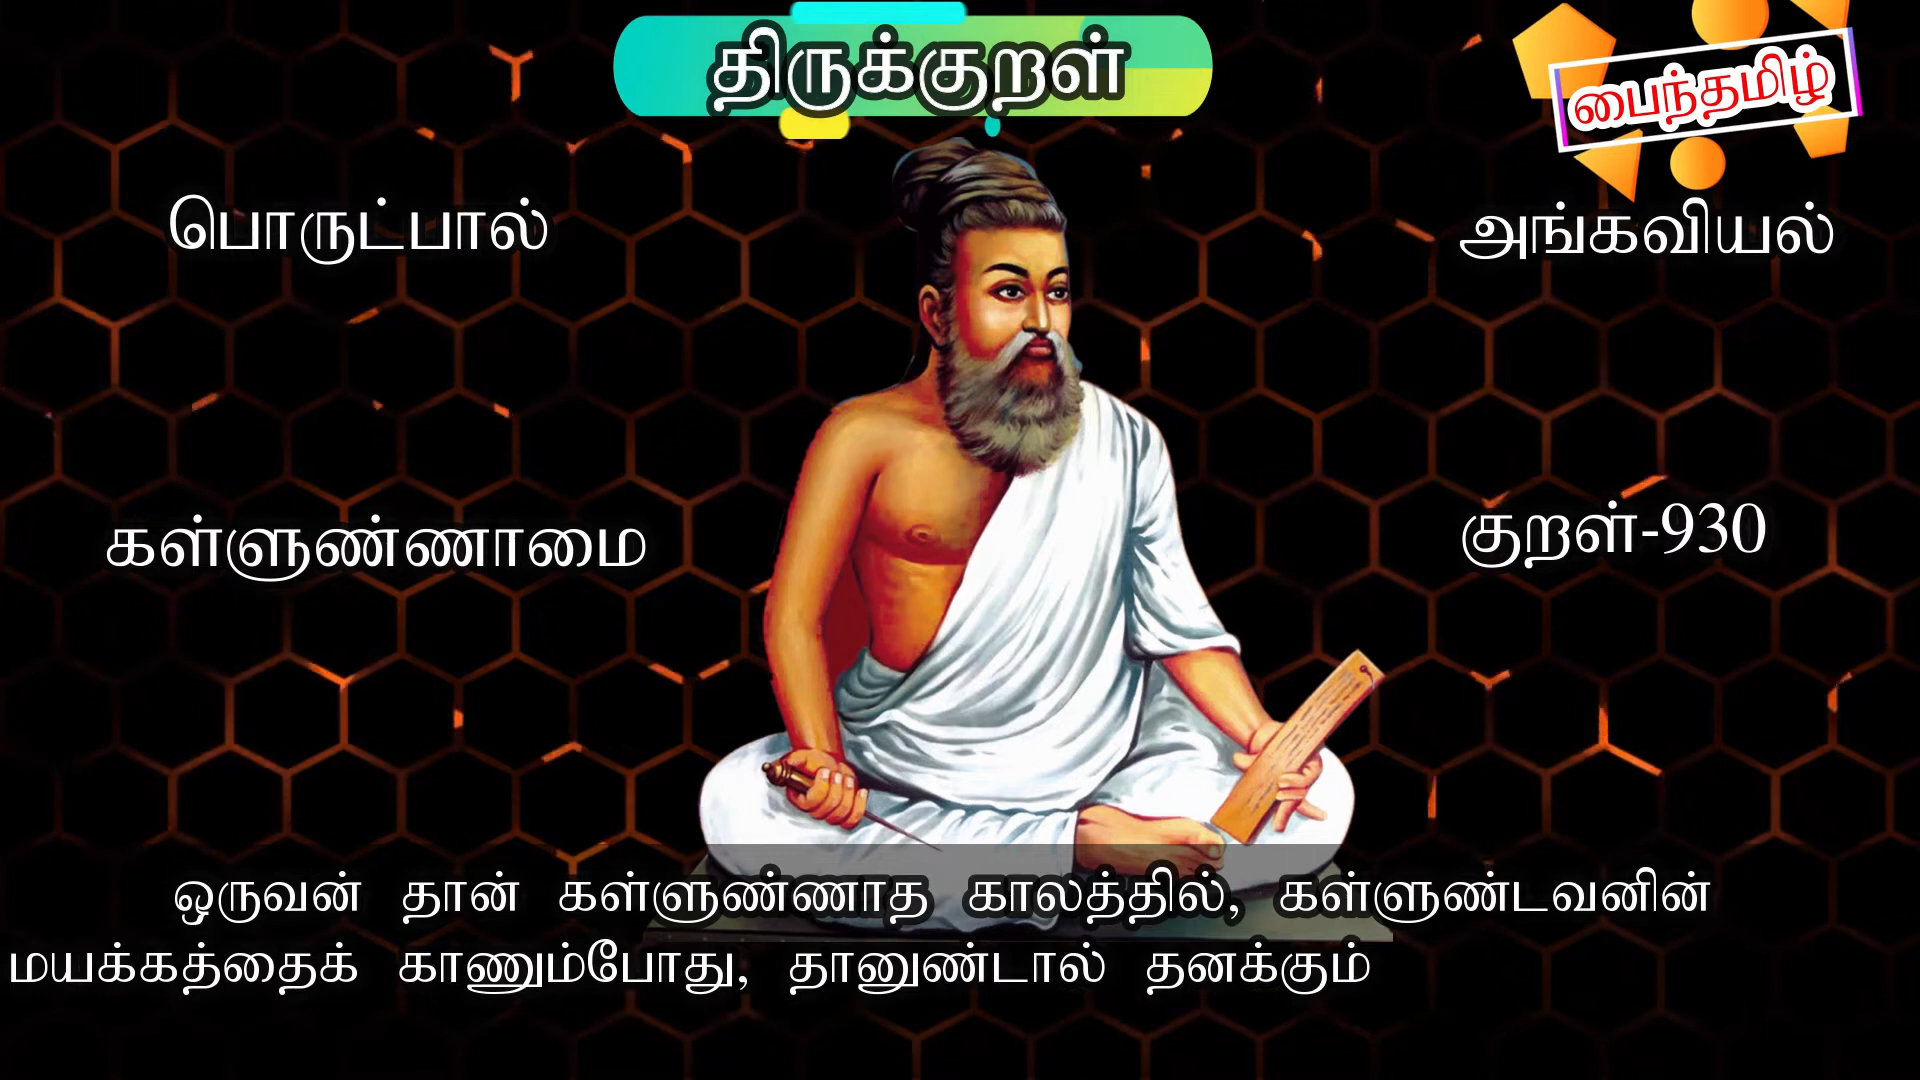 திருக்குறள்
பைந்தமிழ்
பொருட்பால்
அங்கவியல்
கள்ளுண்ணாமை
குறள்-930
ஒருவன் தான் கள்ளுண்ணாத காலத்தில், கள்ளுண்டவனின்
மயக்கத்தைக் காணும்போது, தானுண்டால் தனக்கும்